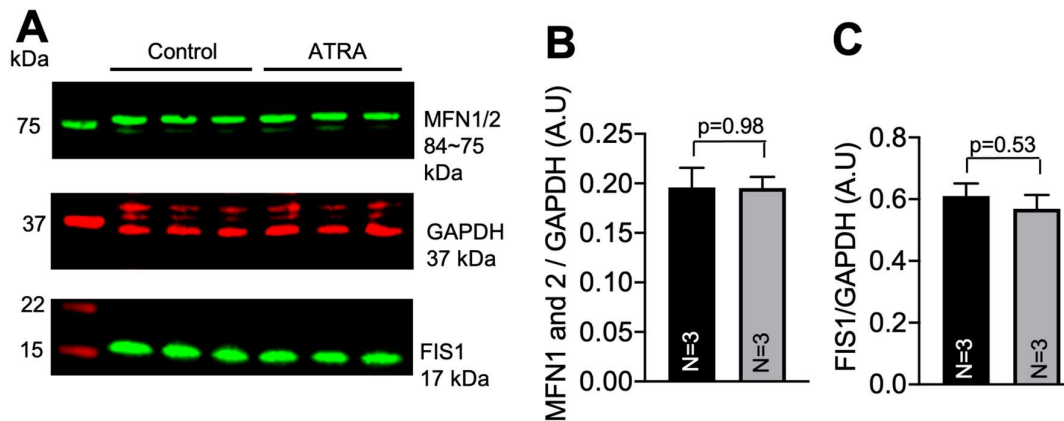 A
kDa
Control ATRA
75
MFN1/2
84~75
kDa
37
GAPDH
37 kDa
22
15
FIS1
17 kDa
B
MFN1 and 2 / GAPDH (A.U)
0.25
0.20
0.15
0.10
0.05
0.00
p=0.98
N=3
N=3
C
FIS1/GAPDH (A.U)
0.8
0.6
0.4
0.2
0.0
p=0.53
N=3
N=3